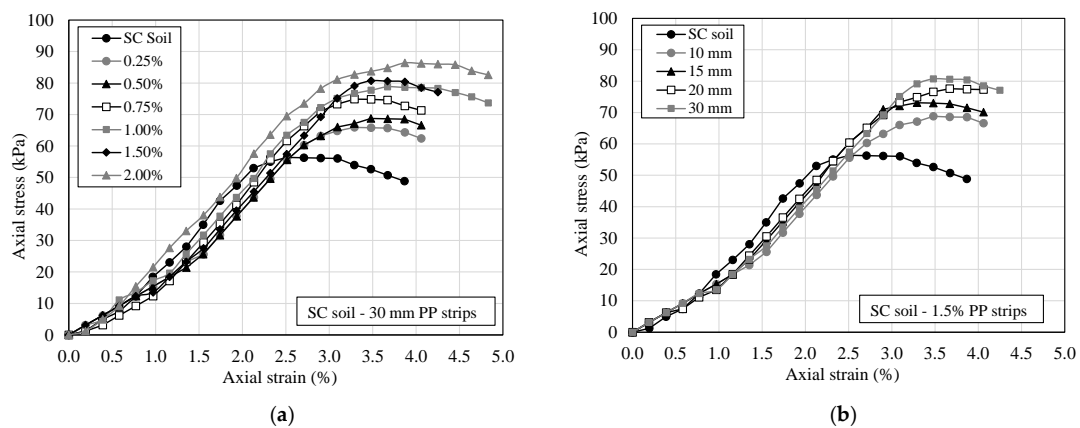 100
90
80
70
60
50
40
30
20
10
0
Axial stress (kPa)
SC Soil
0.25%
0.50%
0.75%
1.00%
1.50%
2.00%
SC soil - 30 mm PP strips
0.0 0.5 1.0 1.5 2.0 2.5 3.0 3.5 4.0 4.5 5.0
Axial strain (%)
(a)
100
90
80
70
60
50
40
30
20
10
0
Axial stress (kPa)
SC soil
10 mm
15 mm
20 mm
30 mm
SC soil - 1.5% PP strips
0.0 0.5 1.0 1.5 2.0 2.5 3.0 3.5 4.0 4.5 5.0
Axial strain (%)
(b)